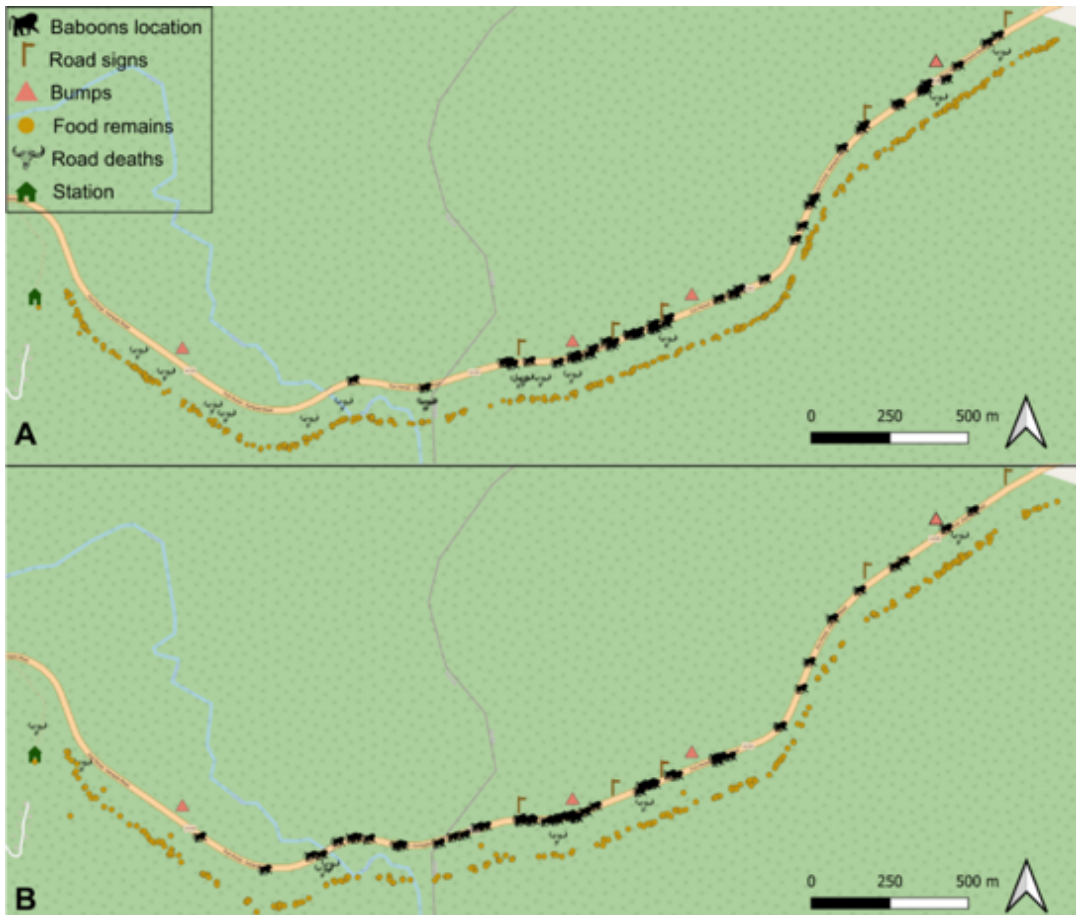 Baboons location
Road signs
Bumps
Food remains
Road deaths
Station
A
0 250 500 m
B
0 250 500 m